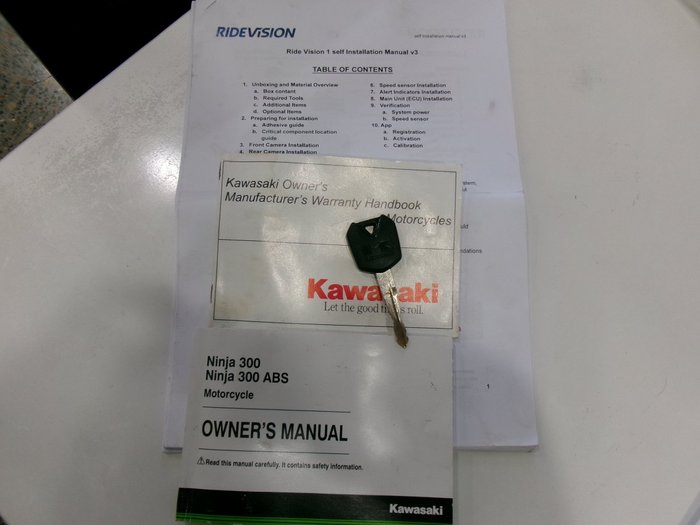 RIDEVISION
self installation manual v3
Ride Vision 1 self Installation Manual v3
TABLE OF CONTENTS
1. Unboxing and Material Overview
a. Box contant
b. Required Tools
c. Additional Items
d. Optional Items
2. Preparing for installation
a. Adhesive guide
b. Critical component location
guide
3. Front Camera Installation
4. Rear Camera Installation
6. Speed sensor Installation
7. Alert Indicators Installation
8. Main Unit (ECU) Installation
9. Verification
a. System power
b. Speed sensor
10. App
a. Registration
b. Activation
c. Calibration
1
Kawasaki Owner's
Manufacturer's Warranty Handbook
Motorcycles
Kawasaki
Let the good times roll.
Ninja 300
Ninja 300 ABS
Motorcycle
OWNER'S MANUAL
⚠Read this manual carefully. It contains safety information.
Kawasaki